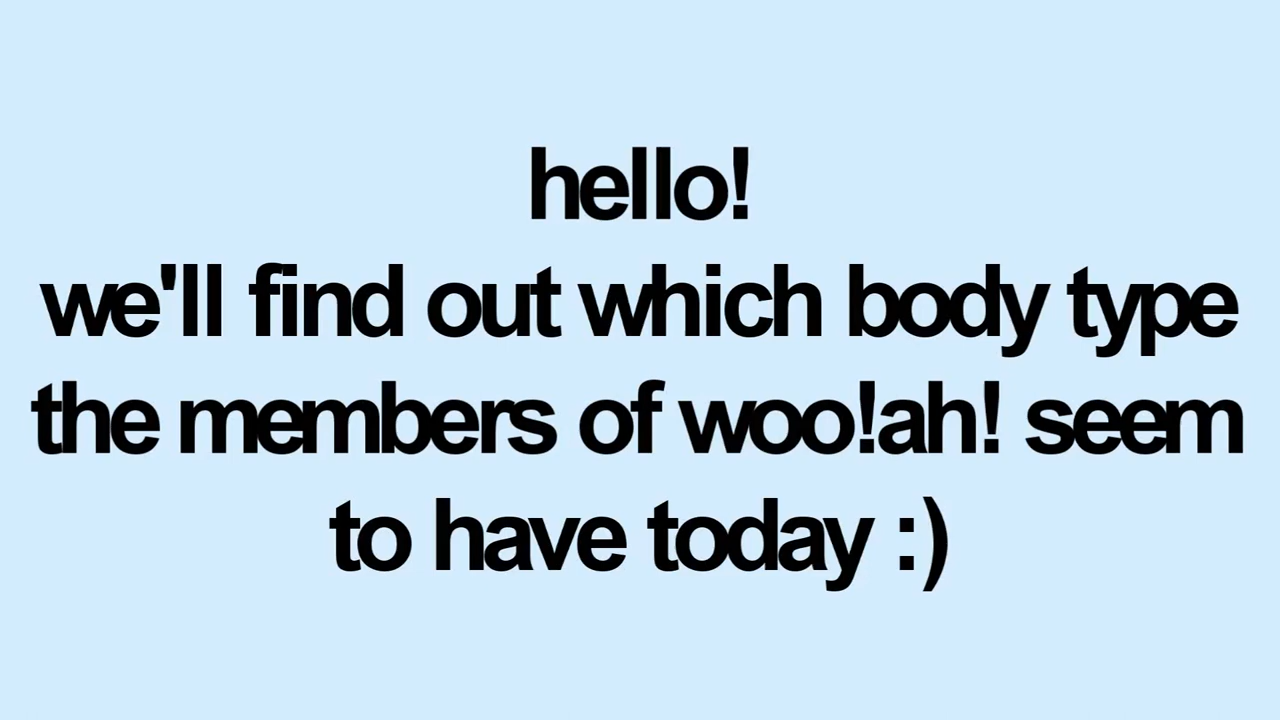 hello!
we'll find out which body type
the members of woo!ah! seem
to have today :)